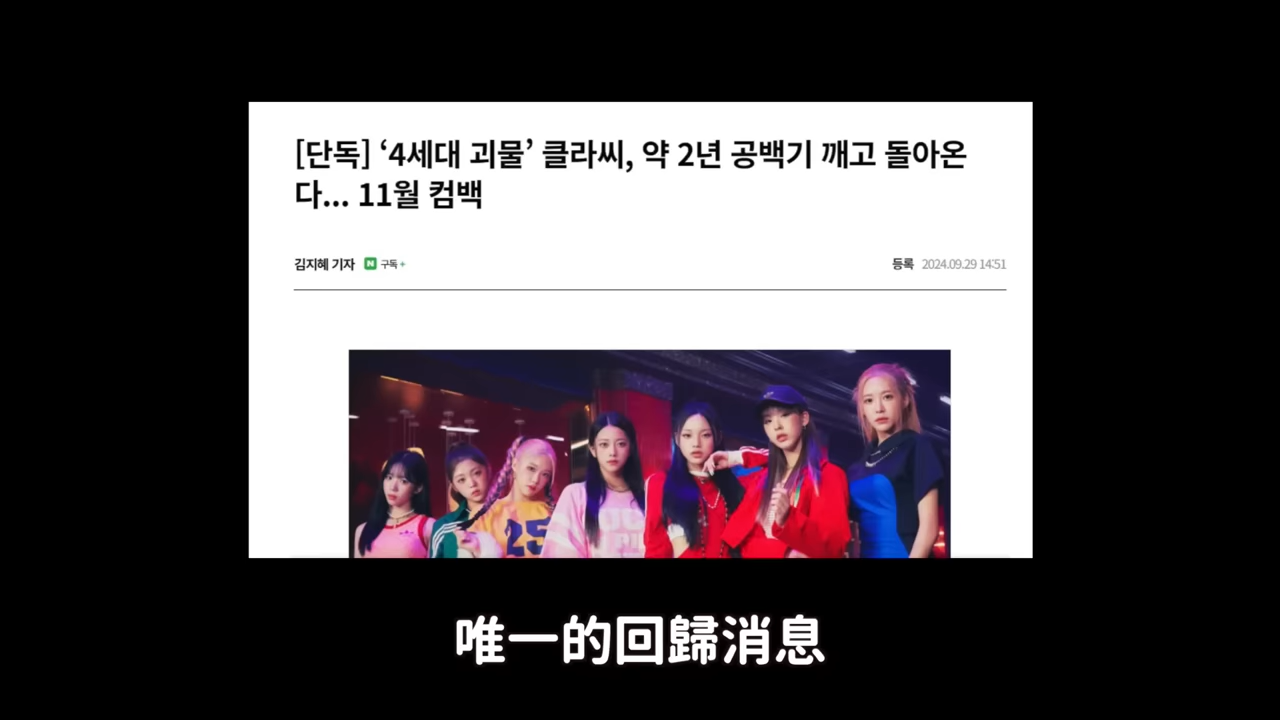 [단독] ‘4세대 괴물’ 클라씨, 약 2년 공백기 깨고 돌아온
다... 11월 컴백
김지혜 기자 N 구독+ 등록 2024.09.29 14:51
25
唯一的回歸消息